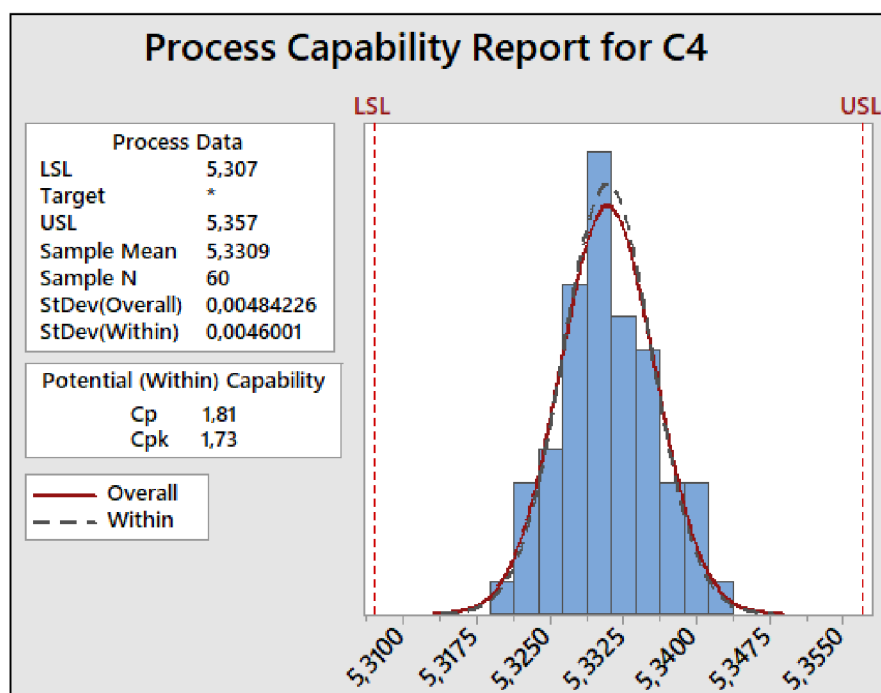 Process Capability Report for C4
LSL USL
Process Data
LSL 5,307
Target *
USL 5,357
Sample Mean 5,3309
Sample N 60
StDev(Overall) 0,00484226
StDev(Within) 0,0046001
Potential (Within) Capability
Cp 1,81
Cpk 1,73
Overall
Within
5,3100 5,3175 5,3250 5,3325 5,3400 5,3475 5,3550